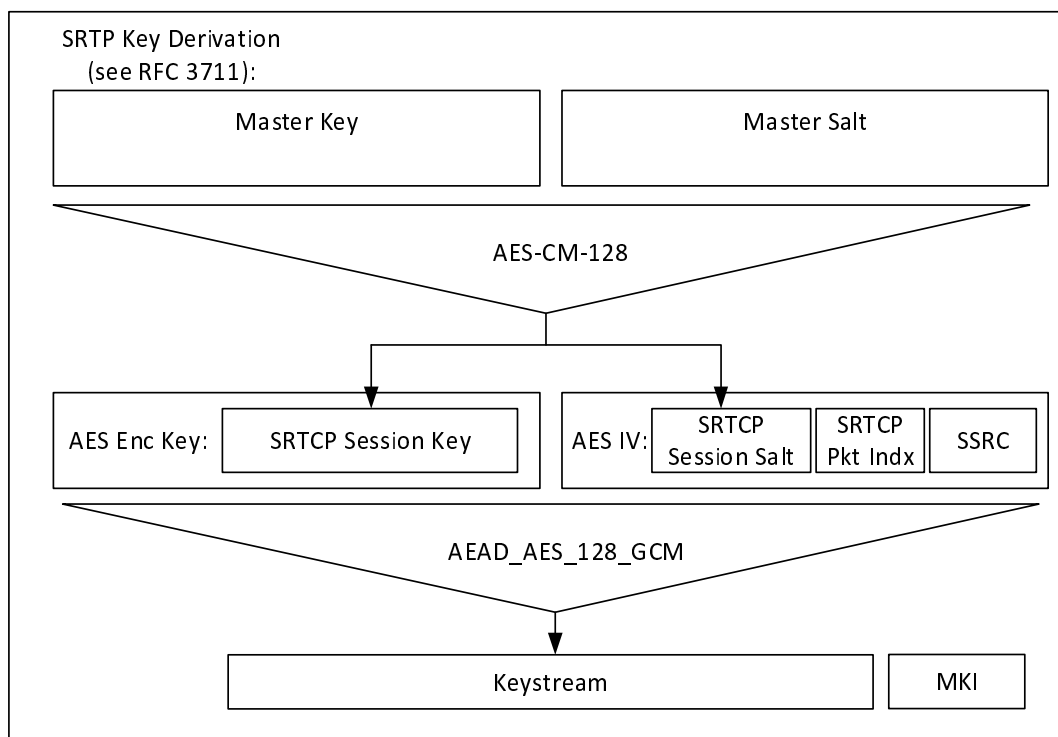 SRTP Key Derivation
(see RFC 3711):
Master Key
Master Salt
AES-CM-128
AES Enc Key:
SRTCP Session Key
AES IV:
SRTCP
Session Salt
SRTCP
Pkt Indx
SSRC
AEAD_AES_128_GCM
Keystream
MKI